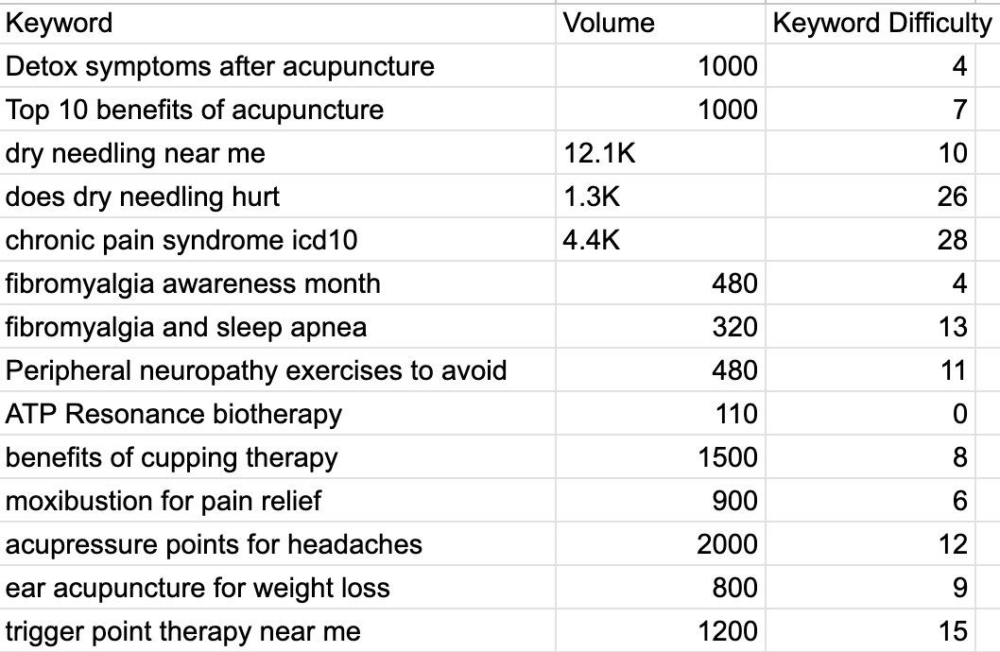 Keyword Volume Keyword Difficulty
Detox symptoms after acupuncture 1000 4
Top 10 benefits of acupuncture 1000 7
dry needling near me 12.1K 10
does dry needling hurt 1.3K 26
chronic pain syndrome icd10 4.4K 28
fibromyalgia awareness month 480 4
fibromyalgia and sleep apnea 320 13
Peripheral neuropathy exercises to avoid 480 11
ATP Resonance biotherapy 110 0
benefits of cupping therapy 1500 8
moxibustion for pain relief 900 6
acupressure points for headaches 2000 12
ear acupuncture for weight loss 800 9
trigger point therapy near me 1200 15